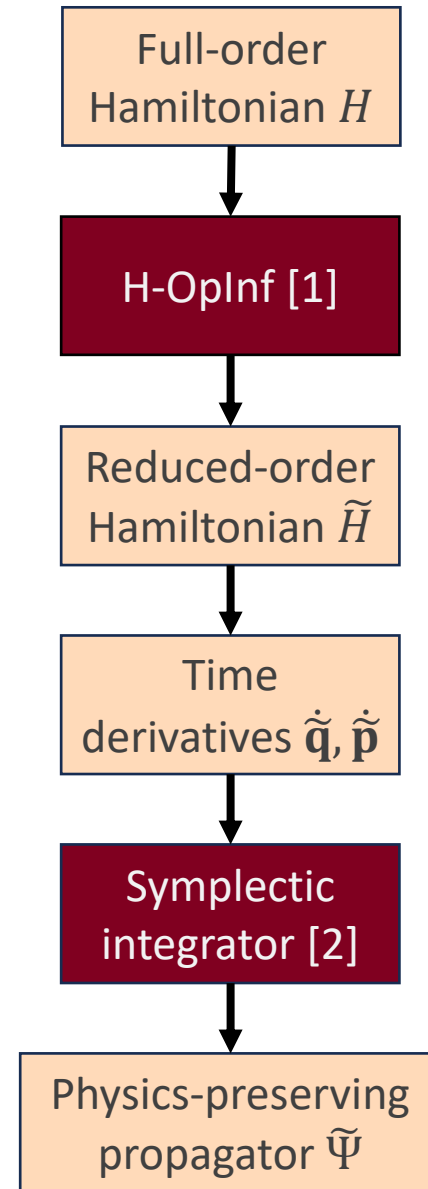 Full-order
Hamiltonian 𝐻
H-OpInf [1]
Reduced-order
Hamiltonian 𝐻̃
Time
derivatives 𝐪̃̇, 𝐩̃̇
Symplectic
integrator [2]
Physics-preserving
propagator Ψ̃